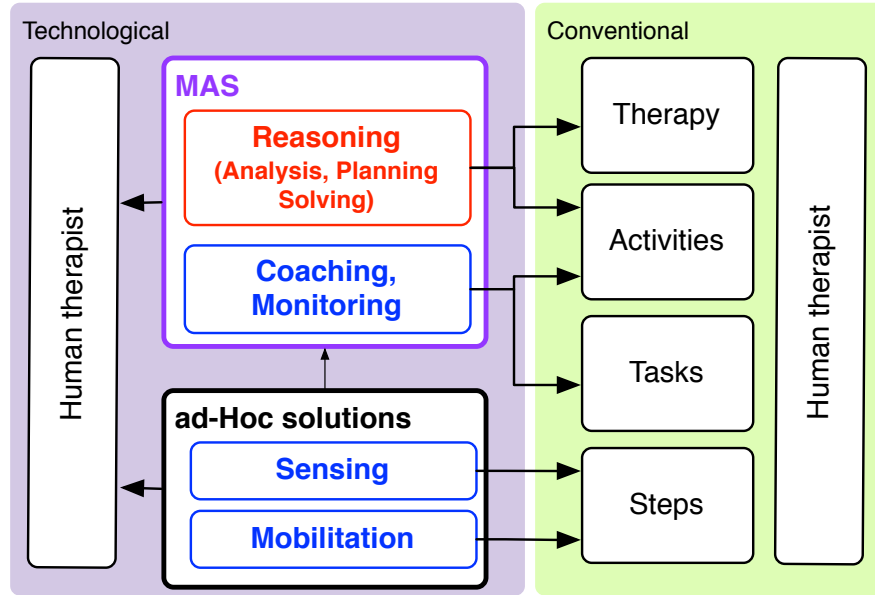 Technological
Human therapist
MAS
Reasoning
(Analysis, Planning
Solving)
Coaching,
Monitoring
ad-Hoc solutions
Sensing
Mobilitation
Conventional
Therapy
Activities
Tasks
Steps
Human therapist